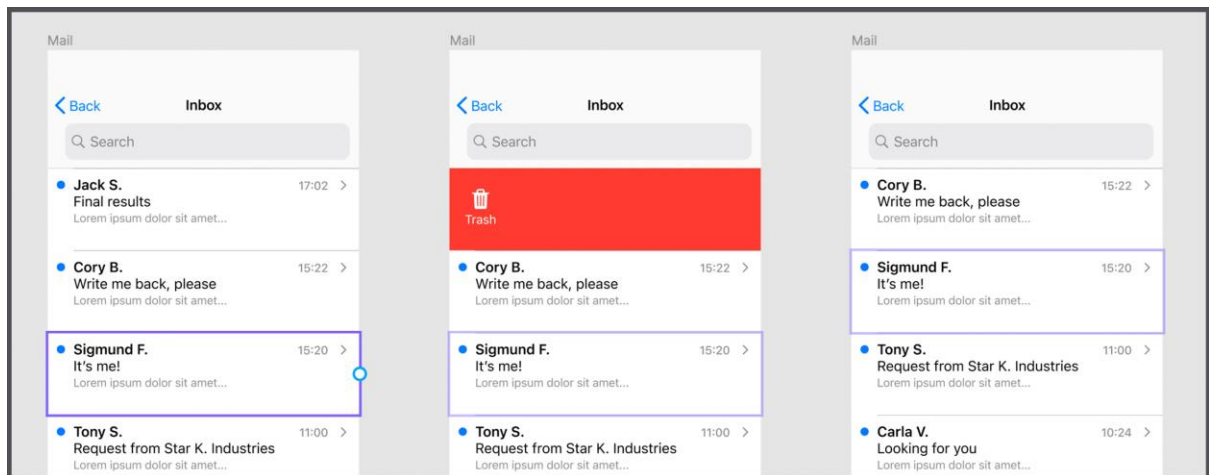 Mail
Back
Inbox
Search
Jack S.
17:02
Final results
Lorem ipsum dolor sit amet...
Cory B.
15:22
Write me back, please
Lorem ipsum dolor sit amet...
Sigmund F.
15:20
It's me!
Lorem ipsum dolor sit amet...
Tony S.
11:00
Request from Star K. Industries
Lorem ipsum dolor sit amet...
Mail
Back
Inbox
Search
Trash
Cory B.
15:22
Write me back, please
Lorem ipsum dolor sit amet...
Sigmund F.
15:20
It's me!
Lorem ipsum dolor sit amet...
Tony S.
11:00
Request from Star K. Industries
Lorem ipsum dolor sit amet...
Mail
Back
Inbox
Search
Cory B.
15:22
Write me back, please
Lorem ipsum dolor sit amet...
Sigmund F.
15:20
It's me!
Lorem ipsum dolor sit amet...
Tony S.
11:00
Request from Star K. Industries
Lorem ipsum dolor sit amet...
Carla V.
10:24
Looking for you
Lorem ipsum dolor sit amet...